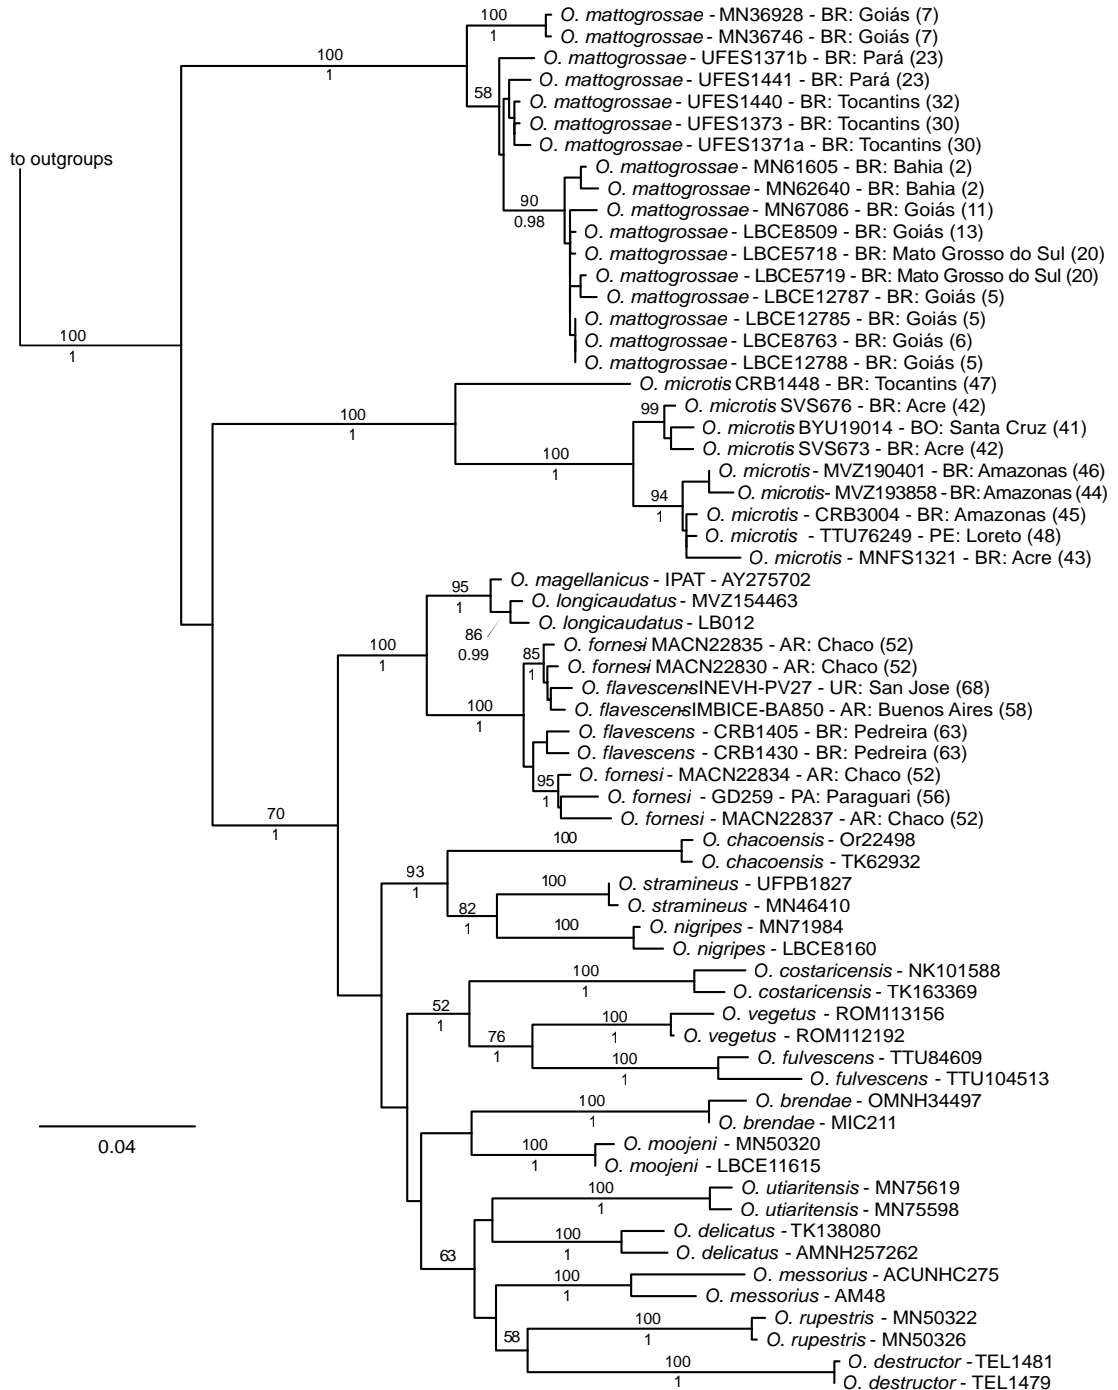 100
1
O. mattogrossae - MN36928 - BR: Goiás (7)
O. mattogrossae - MN36746 - BR: Goiás (7)
100
1
O. mattogrossae - UFES1371b - BR: Pará (23)
O. mattogrossae - UFES1441 - BR: Pará (23)
58
O. mattogrossae - UFES1440 - BR: Tocantins (32)
O. mattogrossae - UFES1373 - BR: Tocantins (30)
O. mattogrossae - UFES1371a - BR: Tocantins (30)
to outgroups
O. mattogrossae - MN61605 - BR: Bahia (2)
O. mattogrossae - MN62640 - BR: Bahia (2)
90
0.98
O. mattogrossae - MN67086 - BR: Goiás (11)
O. mattogrossae - LBCE8509 - BR: Goiás (13)
O. mattogrossae - LBCE5718 - BR: Mato Grosso do Sul (20)
O. mattogrossae - LBCE5719 - BR: Mato Grosso do Sul (20)
O. mattogrossae - LBCE12787 - BR: Goiás (5)
O. mattogrossae - LBCE12785 - BR: Goiás (5)
100
1
O. mattogrossae - LBCE8763 - BR: Goiás (6)
O. mattogrossae - LBCE12788 - BR: Goiás (5)
O. microtis CRB1448 - BR: Tocantins (47)
100
1
99
O. microtis SVS676 - BR: Acre (42)
O. microtis BYU19014 - BO: Santa Cruz (41)
O. microtis SVS673 - BR: Acre (42)
100
1
O. microtis- MVZ190401 - BR: Amazonas (46)
O. microtis- MVZ193858 - BR: Amazonas (44)
94
1
O. microtis - CRB3004 - BR: Amazonas (45)
O. microtis - TTU76249 - PE: Loreto (48)
O. microtis - MNFS1321 - BR: Acre (43)
O. magellanicus - IPAT - AY275702
95
1
O. longicaudatus - MVZ154463
O. longicaudatus - LB012
86
0.99
100
1
O. fornesi- MACN22835 - AR: Chaco (52)
85
1
O. fornesi- MACN22830 - AR: Chaco (52)
O. flavescens-INEVH-PV27 - UR: San Jose (68)
O. flavescens-IMBICE-BA850 - AR: Buenos Aires (58)
100
1
O. flavescens - CRB1405 - BR: Pedreira (63)
O. flavescens - CRB1430 - BR: Pedreira (63)
O. fornesi - MACN22834 - AR: Chaco (52)
95
1
O. fornesi - GD259 - PA: Paraguari (56)
O. fornesi - MACN22837 - AR: Chaco (52)
70
1
O. chacoensis - Or22498
100
O. chacoensis - TK62932
93
1
O. stramineus - UFPB1827
100
O. stramineus - MN46410
82
1
O. nigripes - MN71984
100
O. nigripes - LBCE8160
O. costaricensis - NK101588
100
1
O. costaricensis - TK163369
52
1
O. vegetus - ROM113156
100
1
O. vegetus - ROM112192
76
1
O. fulvescens - TTU84609
100
1
O. fulvescens - TTU104513
O. brendae - OMNH34497
100
1
O. brendae - MIC211
0.04
O. moojeni - MN50320
100
1
O. moojeni - LBCE11615
O. utiaritensis - MN75619
100
1
O. utiaritensis - MN75598
O. delicatus - TK138080
100
1
O. delicatus - AMNH257262
63
O. messorius - ACUNHC275
100
1
O. messorius - AM48
O. rupestris - MN50322
100
1
O. rupestris - MN50326
58
O. destructor - TEL1481
100
1
O. destructor - TEL1479